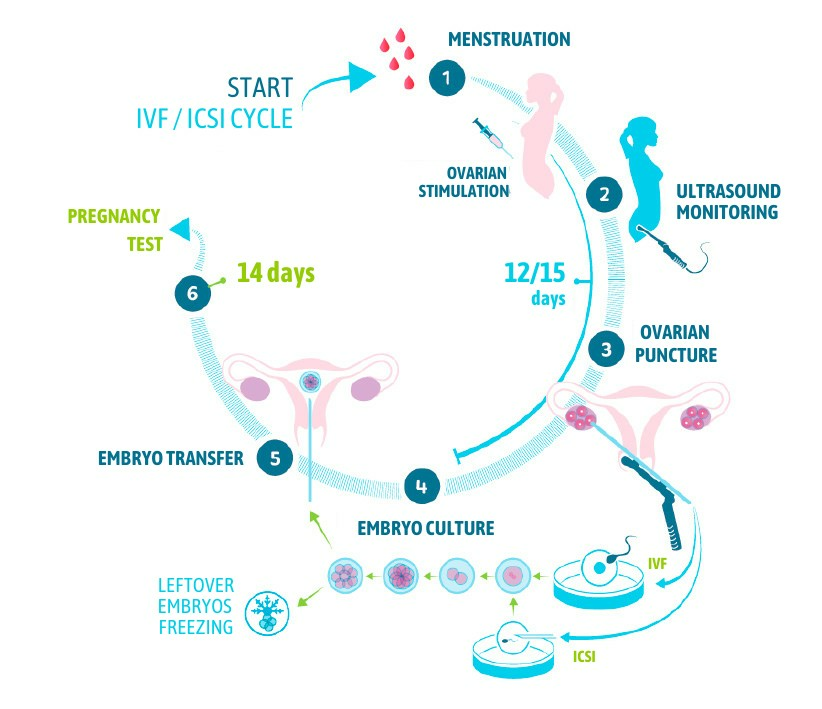 START
IVF / ICSI CYCLE
1
MENSTRUATION
OVARIAN
STIMULATION
2
ULTRASOUND
MONITORING
12/15
days
3
OVARIAN
PUNCTURE
IVF
ICSI
4
EMBRYO CULTURE
LEFTOVER
EMBRYOS
FREEZING
EMBRYO TRANSFER
5
6
14 days
PREGNANCY
TEST